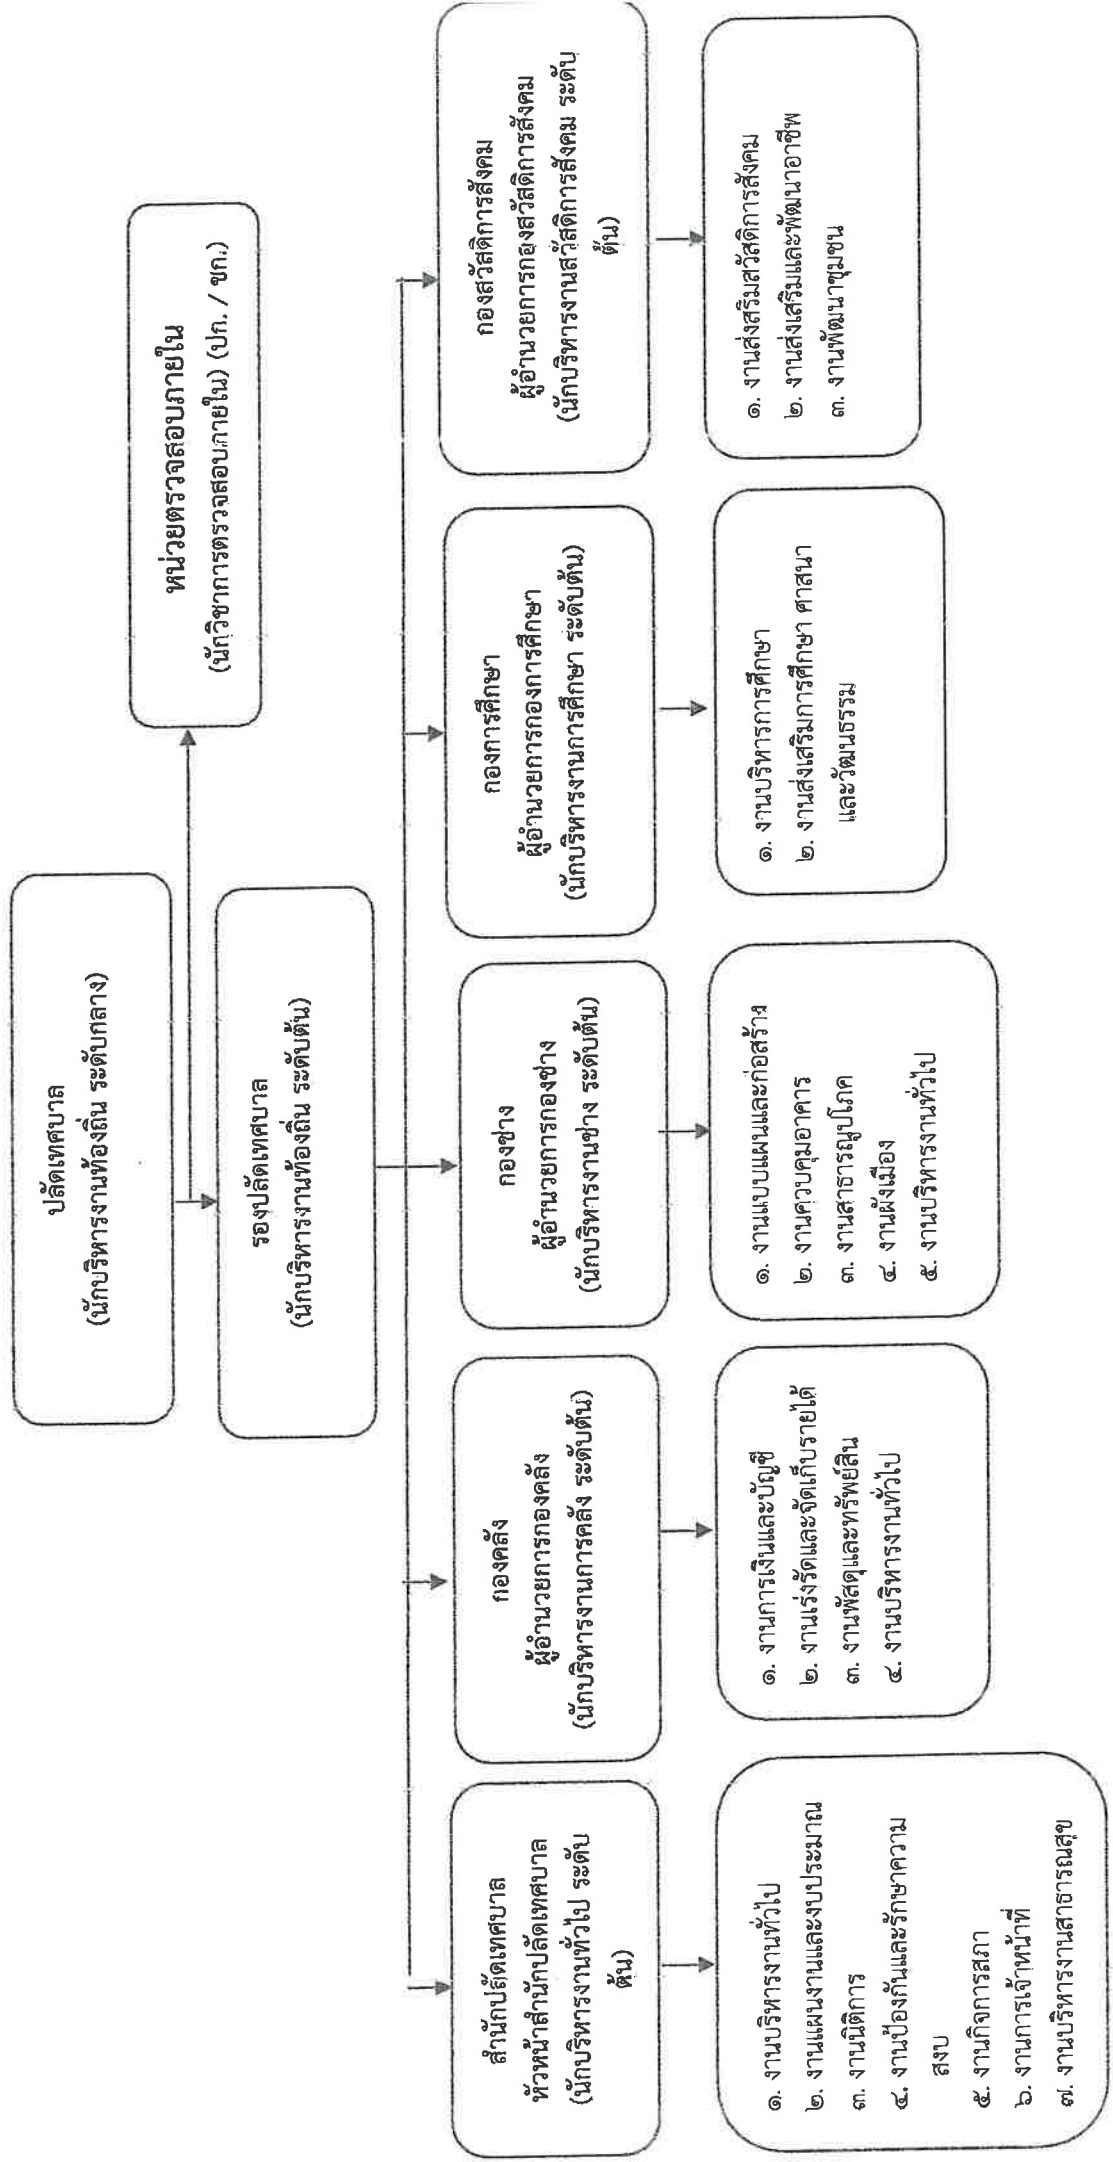 ปลัดเทศบาล
(นักบริหารงานท้องถิ่น ระดับกลาง)
หน่วยตรวจสอบภายใน
(นักวิชาการตรวจสอบภายใน) (ปก. / ชก.)
รองปลัดเทศบาล
(นักบริหารงานท้องถิ่น ระดับต้น)
สำนักปลัดเทศบาล
หัวหน้าสำนักปลัดเทศบาล
(นักบริหารงานทั่วไป ระดับ
ต้น)
กองคลัง
ผู้อำนวยการกองคลัง
(นักบริหารงานการคลัง ระดับต้น)
กองช่าง
ผู้อำนวยการกองช่าง
(นักบริหารงานช่าง ระดับต้น)
กองการศึกษา
ผู้อำนวยการกองการศึกษา
(นักบริหารงานการศึกษา ระดับต้น)
กองสวัสดิการสังคม
ผู้อำนวยการกองสวัสดิการสังคม
(นักบริหารงานสวัสดิการสังคม ระดับ
ต้น)
๑. งานบริหารงานทั่วไป
๒. งานแผนงานและงบประมาณ
๓. งานนิติการ
๔. งานป้องกันและรักษาความ
สงบ
๕. งานกิจการสภา
๖. งานการเจ้าหน้าที่
๗. งานบริหารงานสาธารณสุข
๑. งานการเงินและบัญชี
๒. งานเร่งรัดและจัดเก็บรายได้
๓. งานพัสดุและทรัพย์สิน
๔. งานบริหารงานทั่วไป
๑. งานแบบแผนและก่อสร้าง
๒. งานควบคุมอาคาร
๓. งานสาธารณูปโภค
๔. งานผังเมือง
๕. งานบริหารงานทั่วไป
๑. งานบริหารการศึกษา
๒. งานส่งเสริมการศึกษา ศาสนา
และวัฒนธรรม
๑. งานส่งสริมสวัสดิการสังคม
๒. งานส่งเสริมและพัฒนาอาชีพ
๓. งานพัฒนาชุมชน